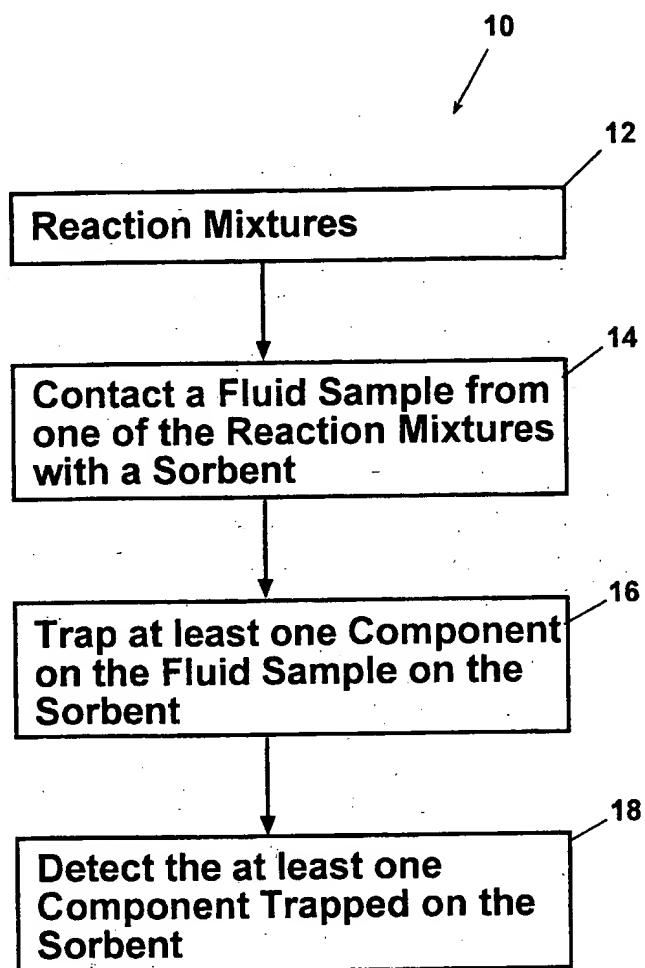 10
12
Reaction Mixtures
14
Contact a Fluid Sample from
one of the Reaction Mixtures
with a Sorbent
16
Trap at least one Component
on the Fluid Sample on the
Sorbent
18
Detect the at least one
Component Trapped on the
Sorbent